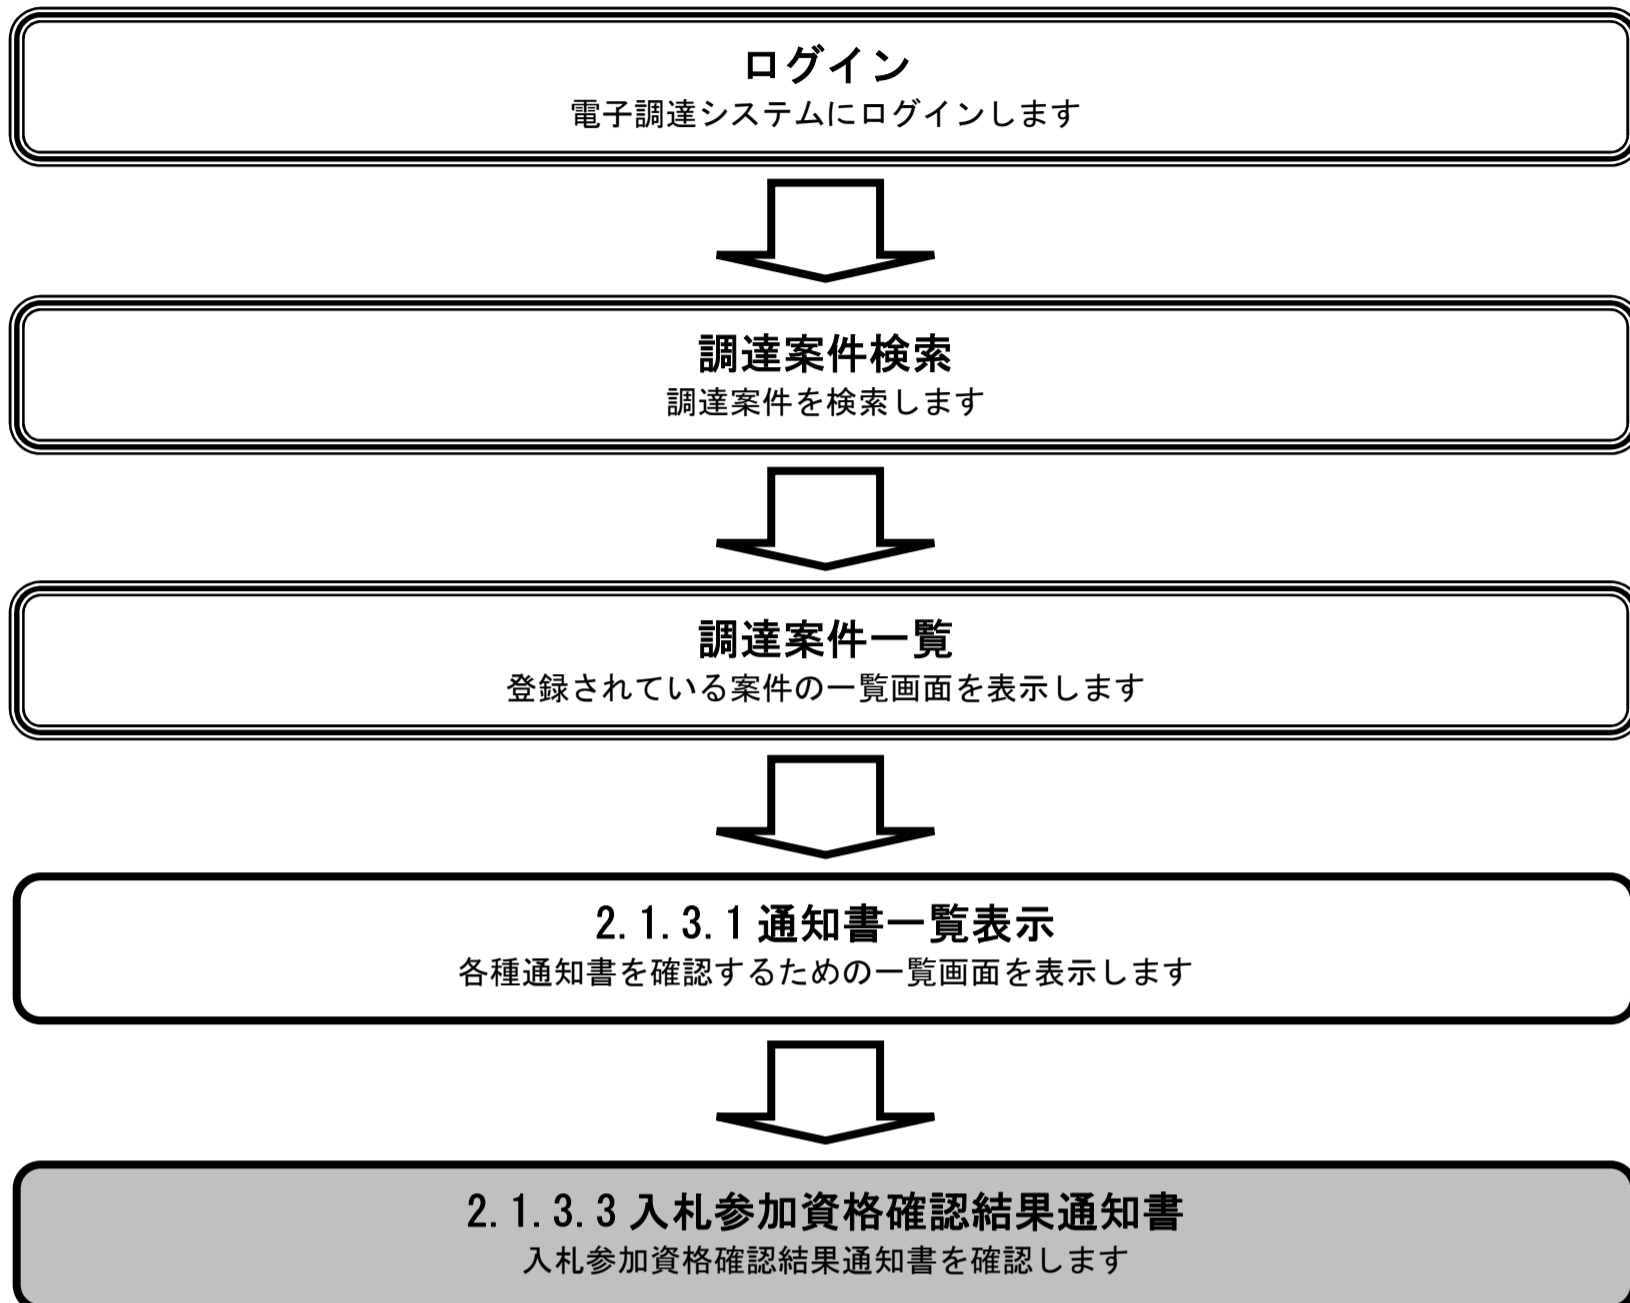 ログイン
電子調達システムにログインします
調達案件検索
調達案件を検索します
調達案件一覧
登録されている案件の一覧画面を表示します
2.1.3.1 通知書一覧表示
各種通知書を確認するための一覧画面を表示します
2.1.3.3 入札参加資格確認結果通知書
入札参加資格確認結果通知書を確認します